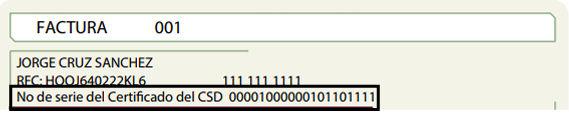 FACTURA 001
JORGE CRUZ SANCHEZ
RFC: HOOJ640222KL6 111 111 1111
No de serie del Certificado del CSD 00001000000101101111